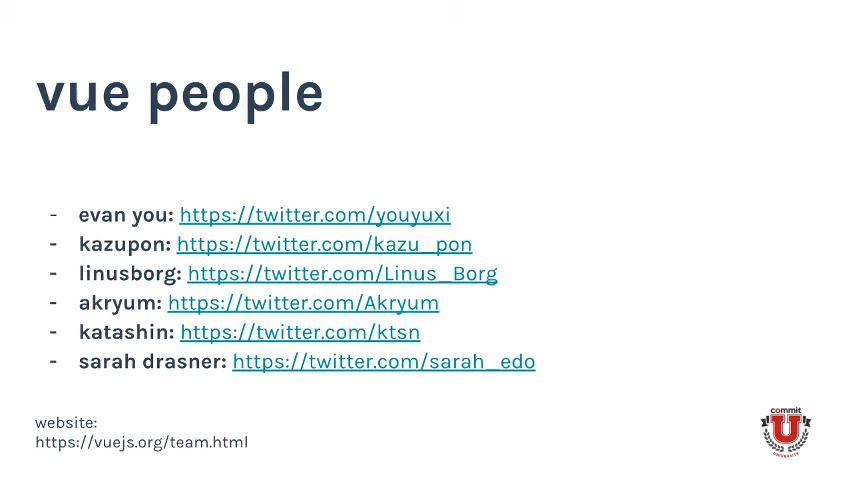 vue people
- evan you: https://twitter.com/youyuxi
- kazupon: https://twitter.com/kazu_pon
- linusborg: https://twitter.com/Linus_Borg
- akryum: https://twitter.com/Akryum
- katashin: https://twitter.com/ktsn
- sarah drasner: https://twitter.com/sarah_edo
website:
https://vuejs.org/team.html
commit
U
UNIVERSITY